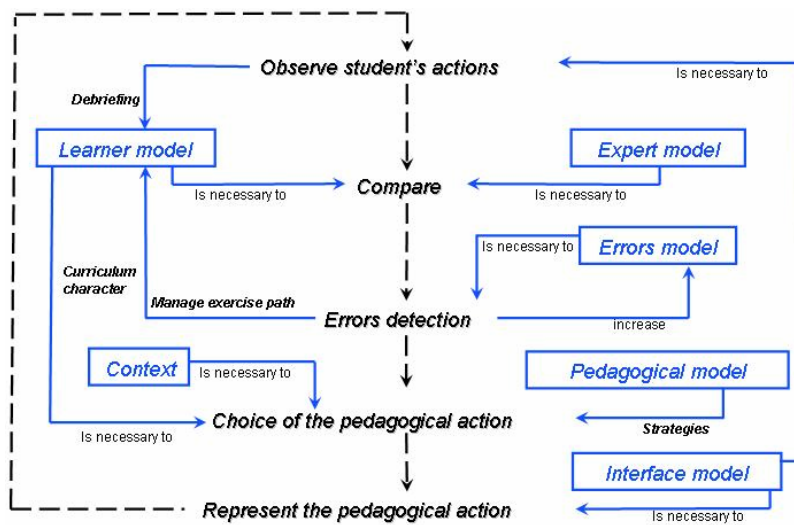 Observe student's actions
Is necessary to
Debriefing
Learner model
Expert model
Is necessary to
Compare
Is necessary to
Is necessary to
Errors model
Curriculum
character
Manage exercise path
Errors detection
increase
Context
Is necessary to
Pedagogical model
Is necessary to
Choice of the pedagogical action
Strategies
Interface model
Represent the pedagogical action
Is necessary to